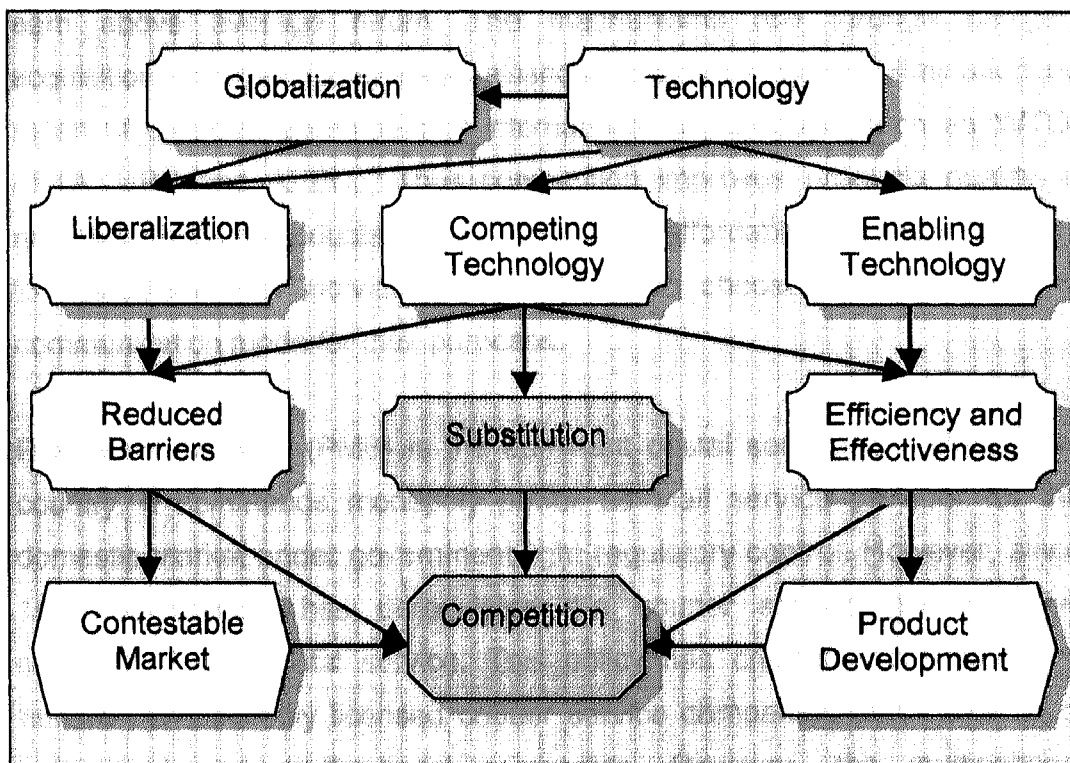 Globalization
Technology
Liberalization
Competing
Technology
Enabling
Technology
Reduced
Barriers
Substitution
Efficiency and
Effectiveness
Contestable
Market
Competition
Product
Development